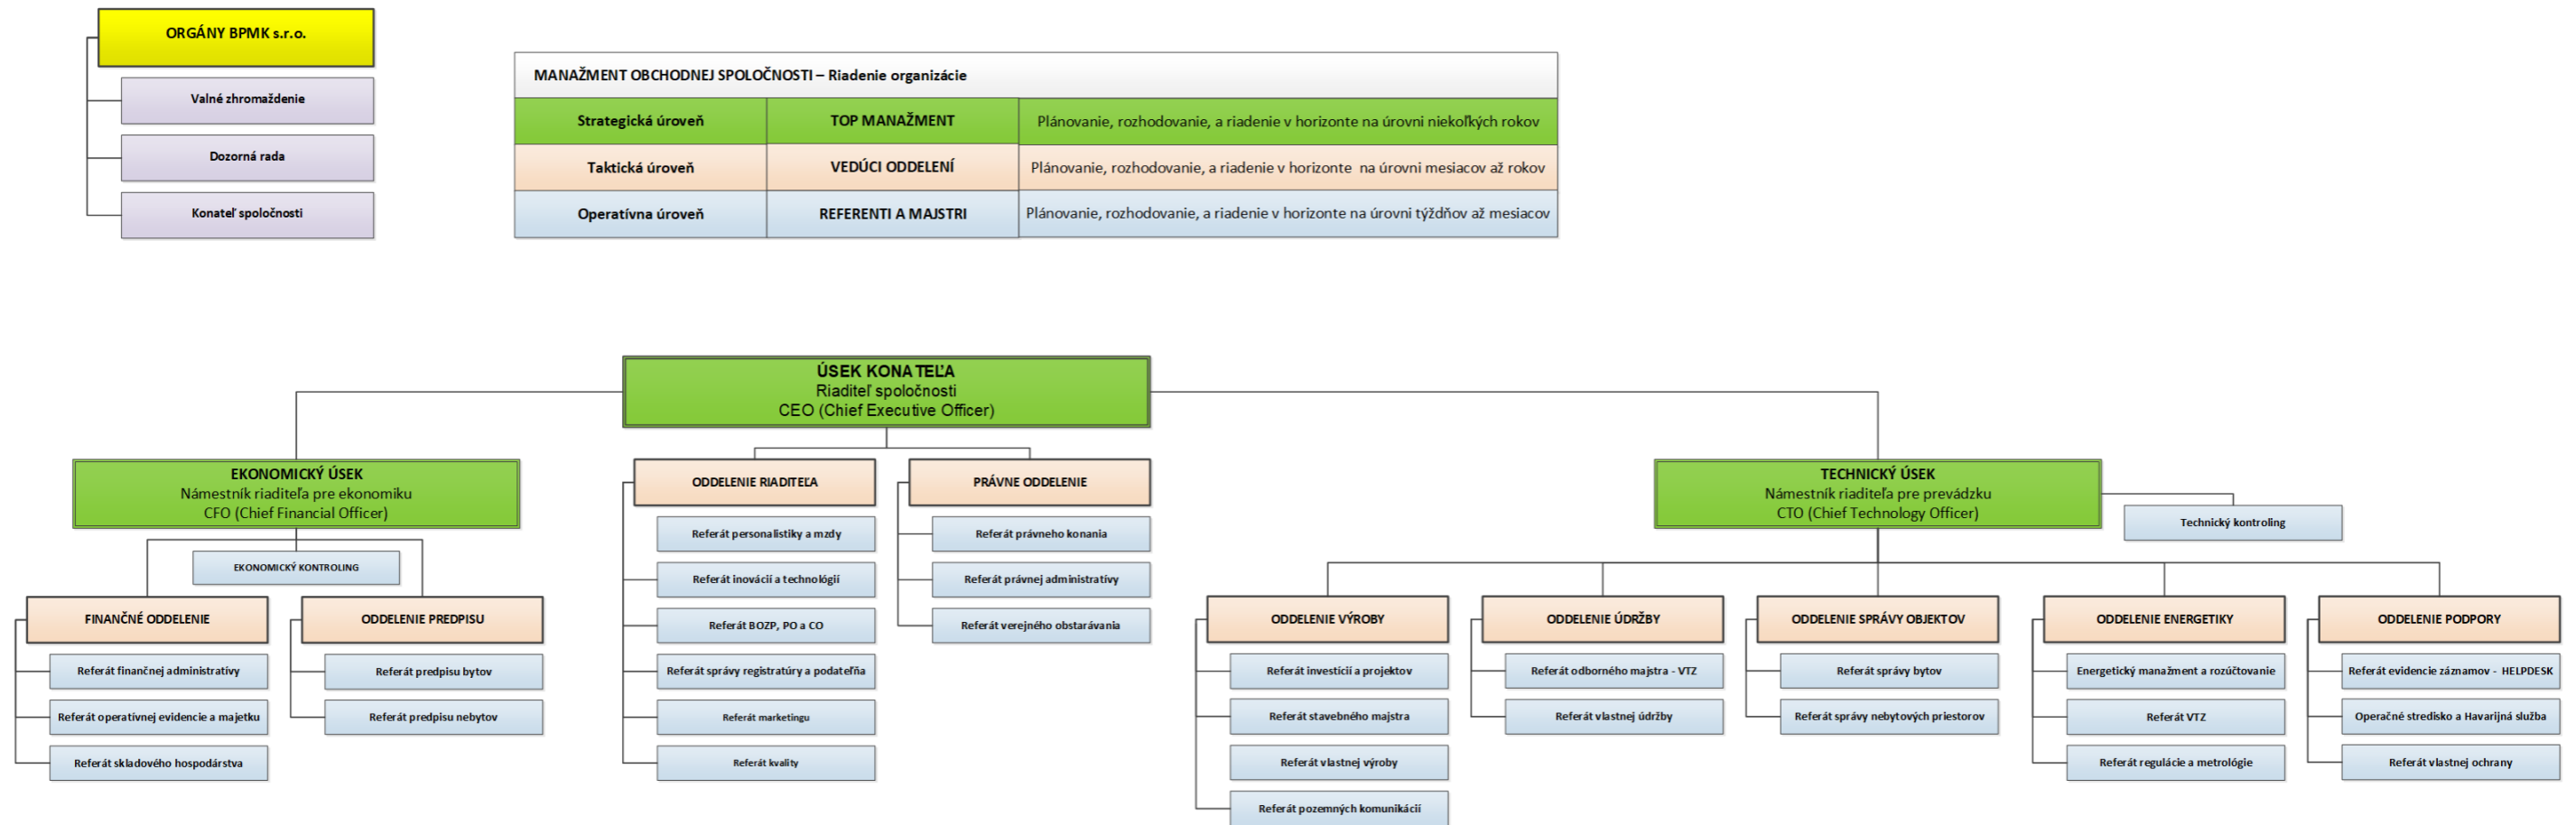 ORGÁNY BPMK s.r.o.
Valné zhromaždenie
Dozorná rada
Konateľ spoločnosti
MANAŽMENT OBCHODNEJ SPOLOČNOSTI – Riadenie organizácie
Strategická úroveň
TOP MANAŽMENT
Plánovanie, rozhodovanie, a riadenie v horizonte na úrovni niekoľkých rokov
Taktická úroveň
VEDÚCI ODDELENÍ
Plánovanie, rozhodovanie, a riadenie v horizonte na úrovni mesiacov až rokov
Operatívna úroveň
REFERENTI A MAJSTRI
Plánovanie, rozhodovanie, a riadenie v horizonte na úrovni týždňov až mesiacov
ÚSEK KONATEĽA
Riaditeľ spoločnosti
CEO (Chief Executive Officer)
EKONOMICKÝ ÚSEK
Námestník riaditeľa pre ekonomiku
CFO (Chief Financial Officer)
EKONOMICKÝ KONTROLING
FINANČNÉ ODDELENIE
Referát finančnej administratívy
Referát operatívnej evidencie a majetku
Referát skladového hospodárstva
ODDELENIE PREDPISU
Referát predpisu bytov
Referát predpisu nebytov
ODDELENIE RIADITEĽA
Referát personalistiky a mzdy
Referát inovácií a technológií
Referát BOZP, PO a CO
Referát správy registratúry a podateľňa
Referát marketingu
Referát kvality
PRÁVNE ODDELENIE
Referát právneho konania
Referát právnej administratívy
Referát verejného obstarávania
TECHNICKÝ ÚSEK
Námestník riaditeľa pre prevádzku
CTO (Chief Technology Officer)
Technický kontroling
ODDELENIE VÝROBY
Referát investícií a projektov
Referát stavebného majstra
Referát vlastnej výroby
Referát pozemných komunikácií
ODDELENIE ÚDRŽBY
Referát odborného majstra - VTZ
Referát vlastnej údržby
ODDELENIE SPRÁVY OBJEKTOV
Referát správy bytov
Referát správy nebytových priestorov
ODDELENIE ENERGETIKY
Energetický manažment a rozúčtovanie
Referát VTZ
Referát regulácie a metrológie
ODDELENIE PODPORY
Referát evidencie záznamov - HELPDESK
Operačné stredisko a Havarijná služba
Referát vlastnej ochrany